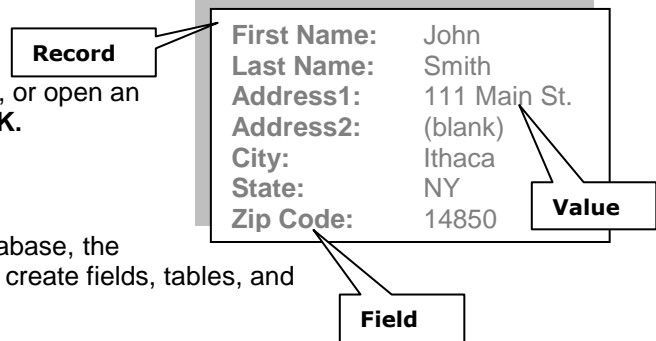 Record
First Name: John
Last Name: Smith
Address1: 111 Main St.
Address2: (blank)
City: Ithaca
State: NY
Zip Code: 14850
Value
Field
, or open an
K.
abase, the
create fields, tables, and